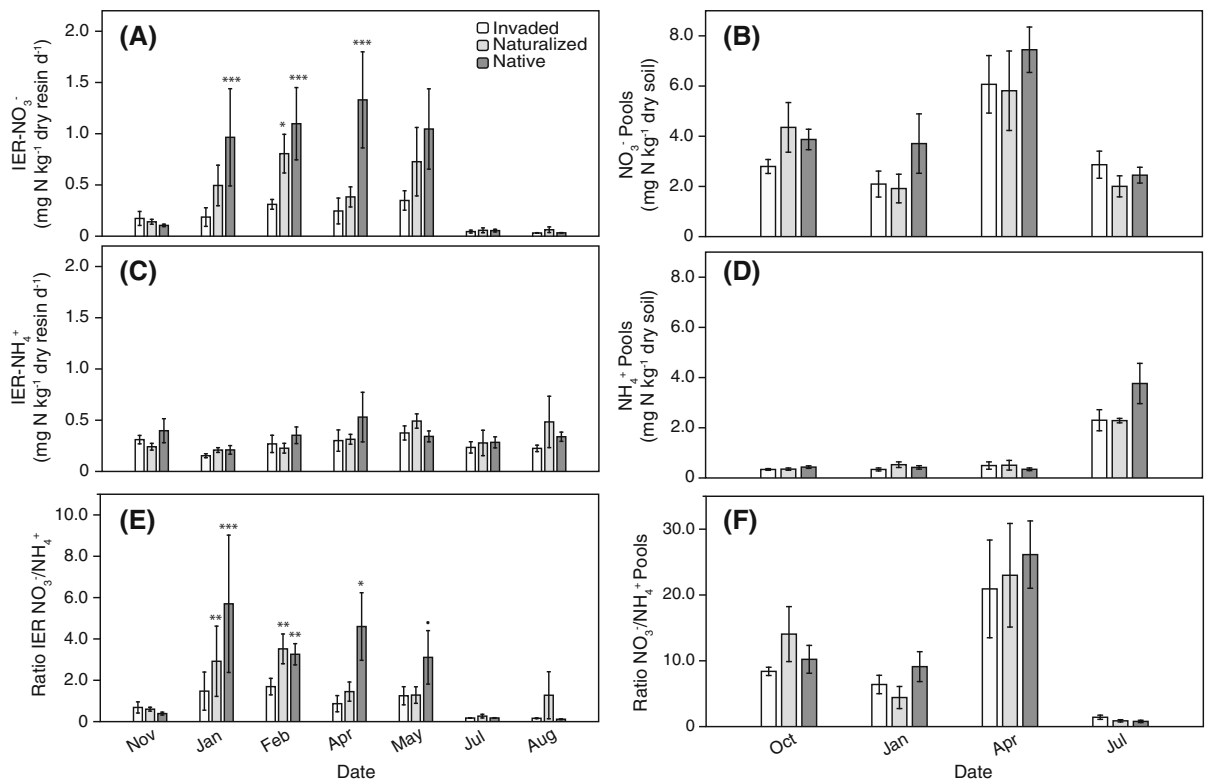 (A)
Invaded
Naturalized
Native
IER-NO₃⁻
(mg N kg⁻¹ dry resin d⁻¹)
2.0
1.5
1.0
0.5
0
***
*
***
***
(B)
NO₃⁻ Pools
(mg N kg⁻¹ dry soil)
8.0
6.0
4.0
2.0
0
(C)
IER-NH₄⁺
(mg N kg⁻¹ dry resin d⁻¹)
2.0
1.5
1.0
0.5
0
(D)
NH₄⁺ Pools
(mg N kg⁻¹ dry soil)
8.0
6.0
4.0
2.0
0
(E)
Ratio IER NO₃⁻/NH₄⁺
10.0
8.0
6.0
4.0
2.0
0
**
***
**
**
*
•
Nov Jan Feb Apr May Jul Aug
Date
(F)
Ratio NO₃⁻/NH₄⁺ Pools
30.0
20.0
10.0
0.0
Oct Jan Apr Jul
Date